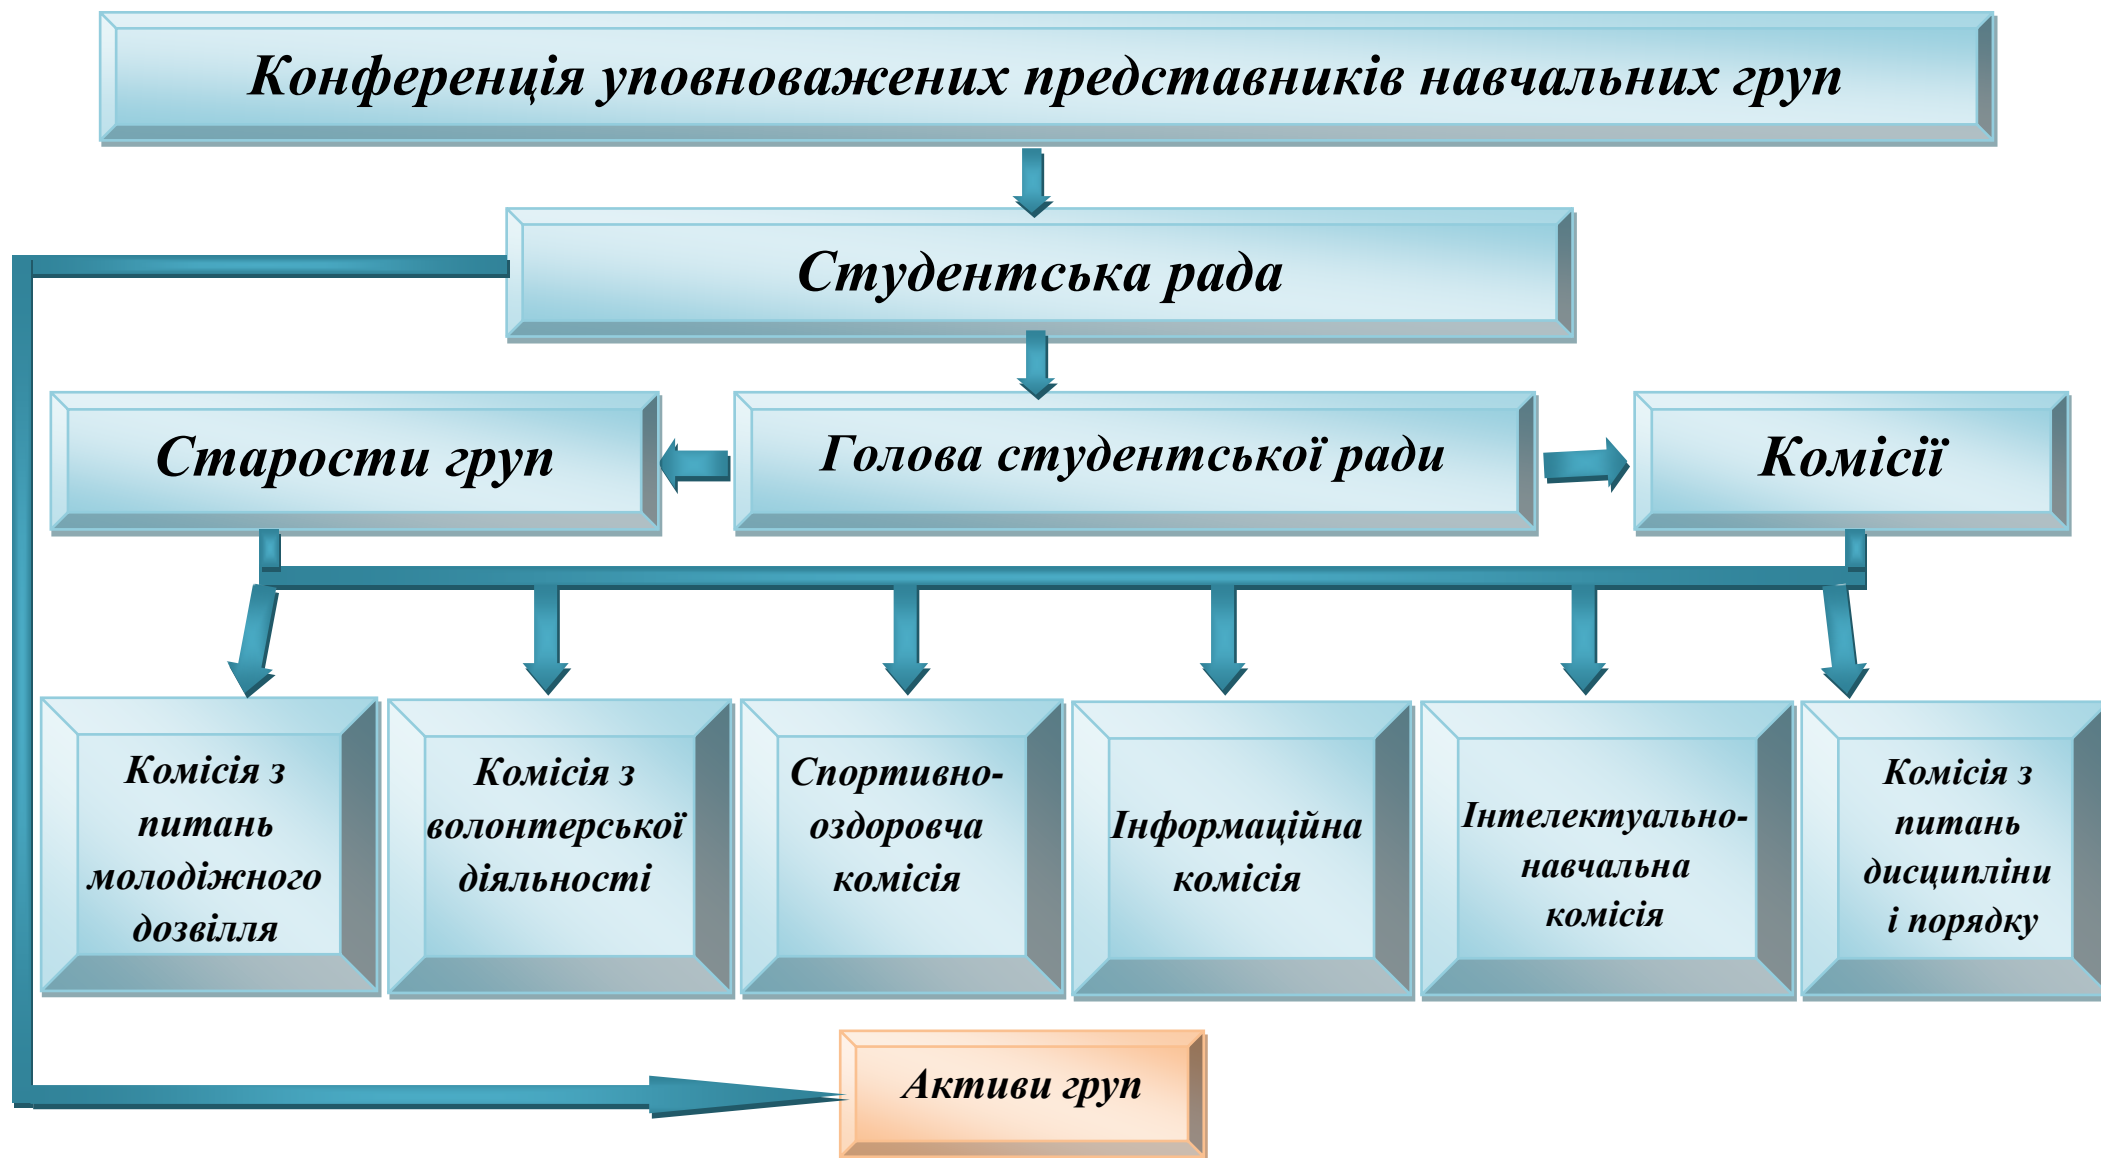 Конференція уповноважених представників навчальних груп
Студентська рада
Старости груп
Голова студентської ради
Комісії
Комісія з
питань
молодіжного
дозвілля
Комісія з
волонтерської
діяльності
Спортивно-
оздоровча
комісія
Інформаційна
комісія
Інтелектуально-
навчальна
комісія
Комісія з
питань
дисципліни
і порядку
Активи груп